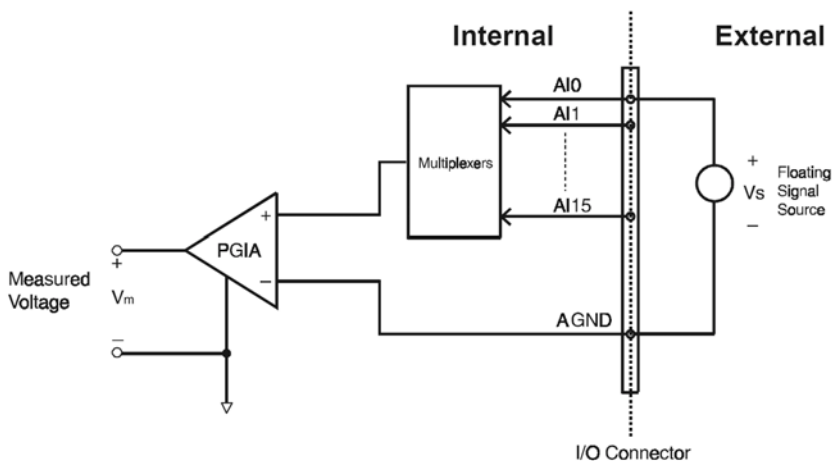 Internal
External
AI0
AI1
Multiplexers
AI15
+
Vs
−
Floating
Signal
Source
+
PGIA
−
Measured
Voltage
+
Vm
−
AGND
I/O Connector